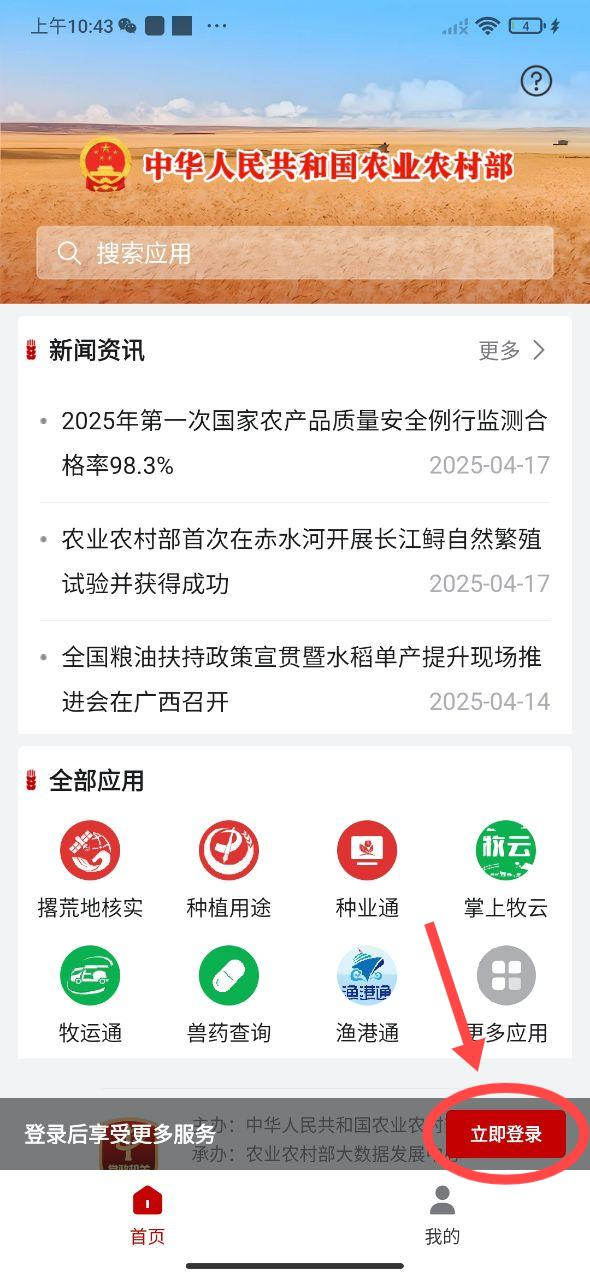 上午10:43
4
?
中华人民共和国农业农村部
搜索应用
新闻资讯
更多
2025年第一次国家农产品质量安全例行监测合
格率98.3%
2025-04-17
农业农村部首次在赤水河开展长江鲟自然繁殖
试验并获得成功
2025-04-17
全国粮油扶持政策宣贯暨水稻单产提升现场推
进会在广西召开
2025-04-14
全部应用
牧云
撂荒地核实
种植用途
种业通
掌上牧云
渔港通
牧运通
兽药查询
渔港通
更多应用
主办：中华人民共和国农业农村
登录后享受更多服务
立即登录
承办：农业农村部大数据发展中心
党政机关
首页
我的